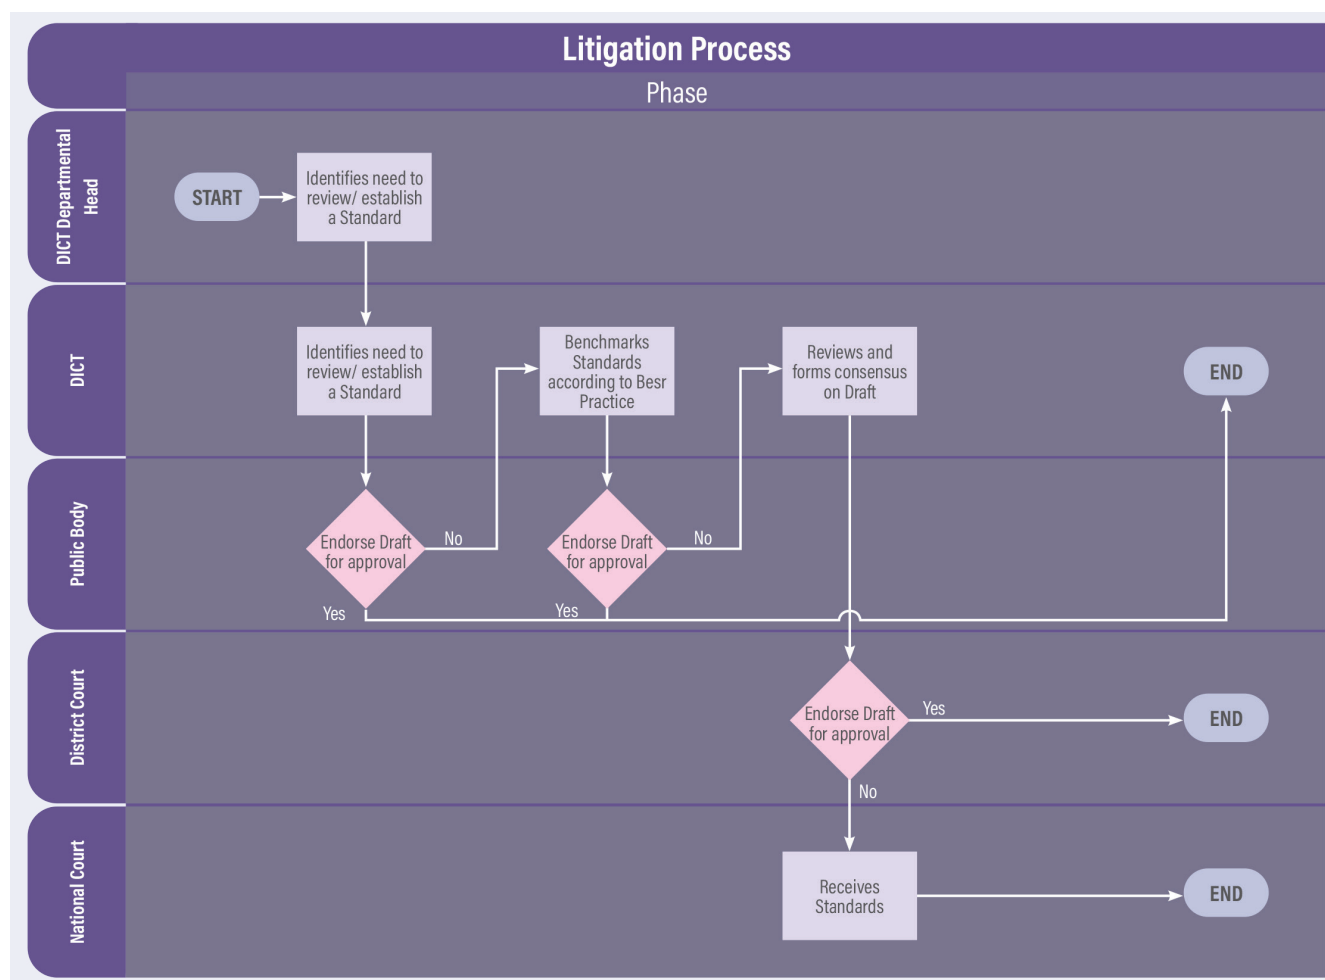 Litigation Process
Phase
DICT Departmental
Head
START
Identifies need to
review/ establish
a Standard
DICT
Identifies need to
review/ establish
a Standard
Benchmarks
Standards
according to Besr
Practice
Reviews and
forms consensus
on Draft
END
Public Body
Endorse Draft
for approval
No
Yes
Endorse Draft
for approval
No
Yes
District Court
Endorse Draft
for approval
Yes
No
END
National Court
Receives
Standards
END